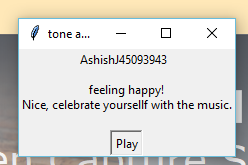 tone a...
AshishJ45093943
feeling happy!
Nice, celebrate yoursellf with the music.
Play